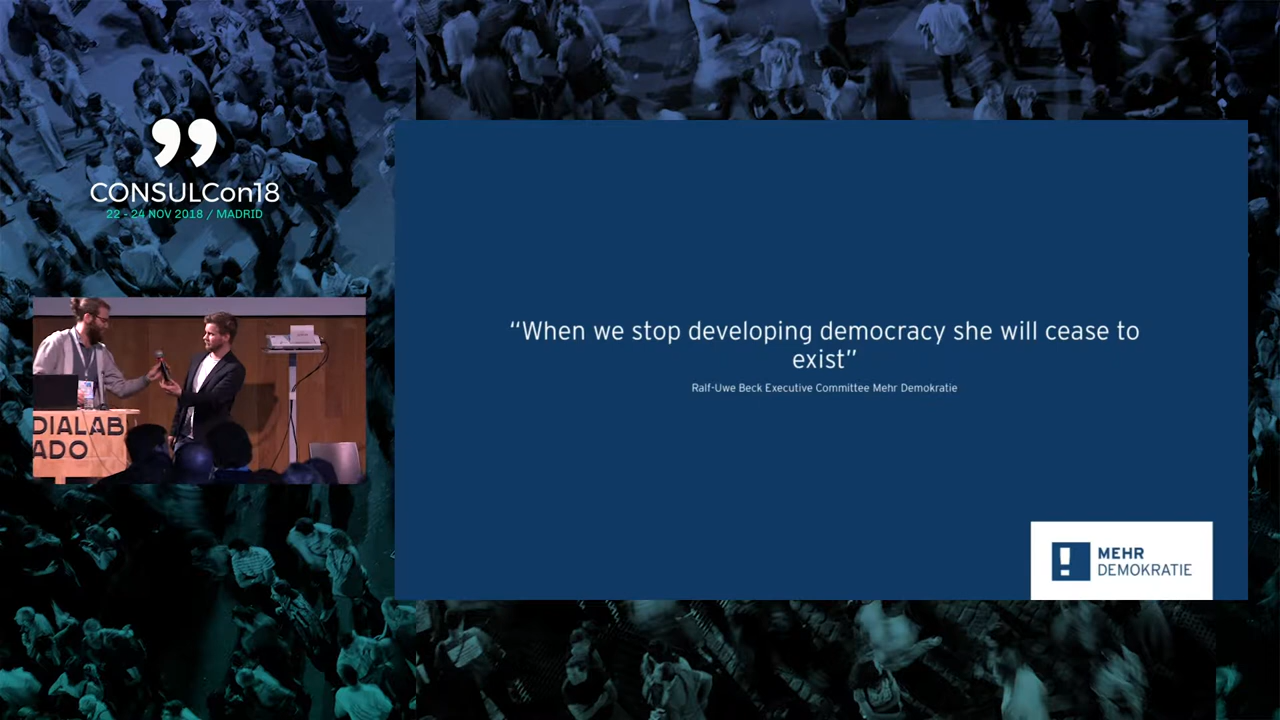 CONSULCon18
22 - 24 NOV 2018 / MADRID
DIALAB
ADO
“When we stop developing democracy she will cease to
exist”
Ralf-Uwe Beck Executive Committee Mehr Demokratie
MEHR
DEMOKRATIE